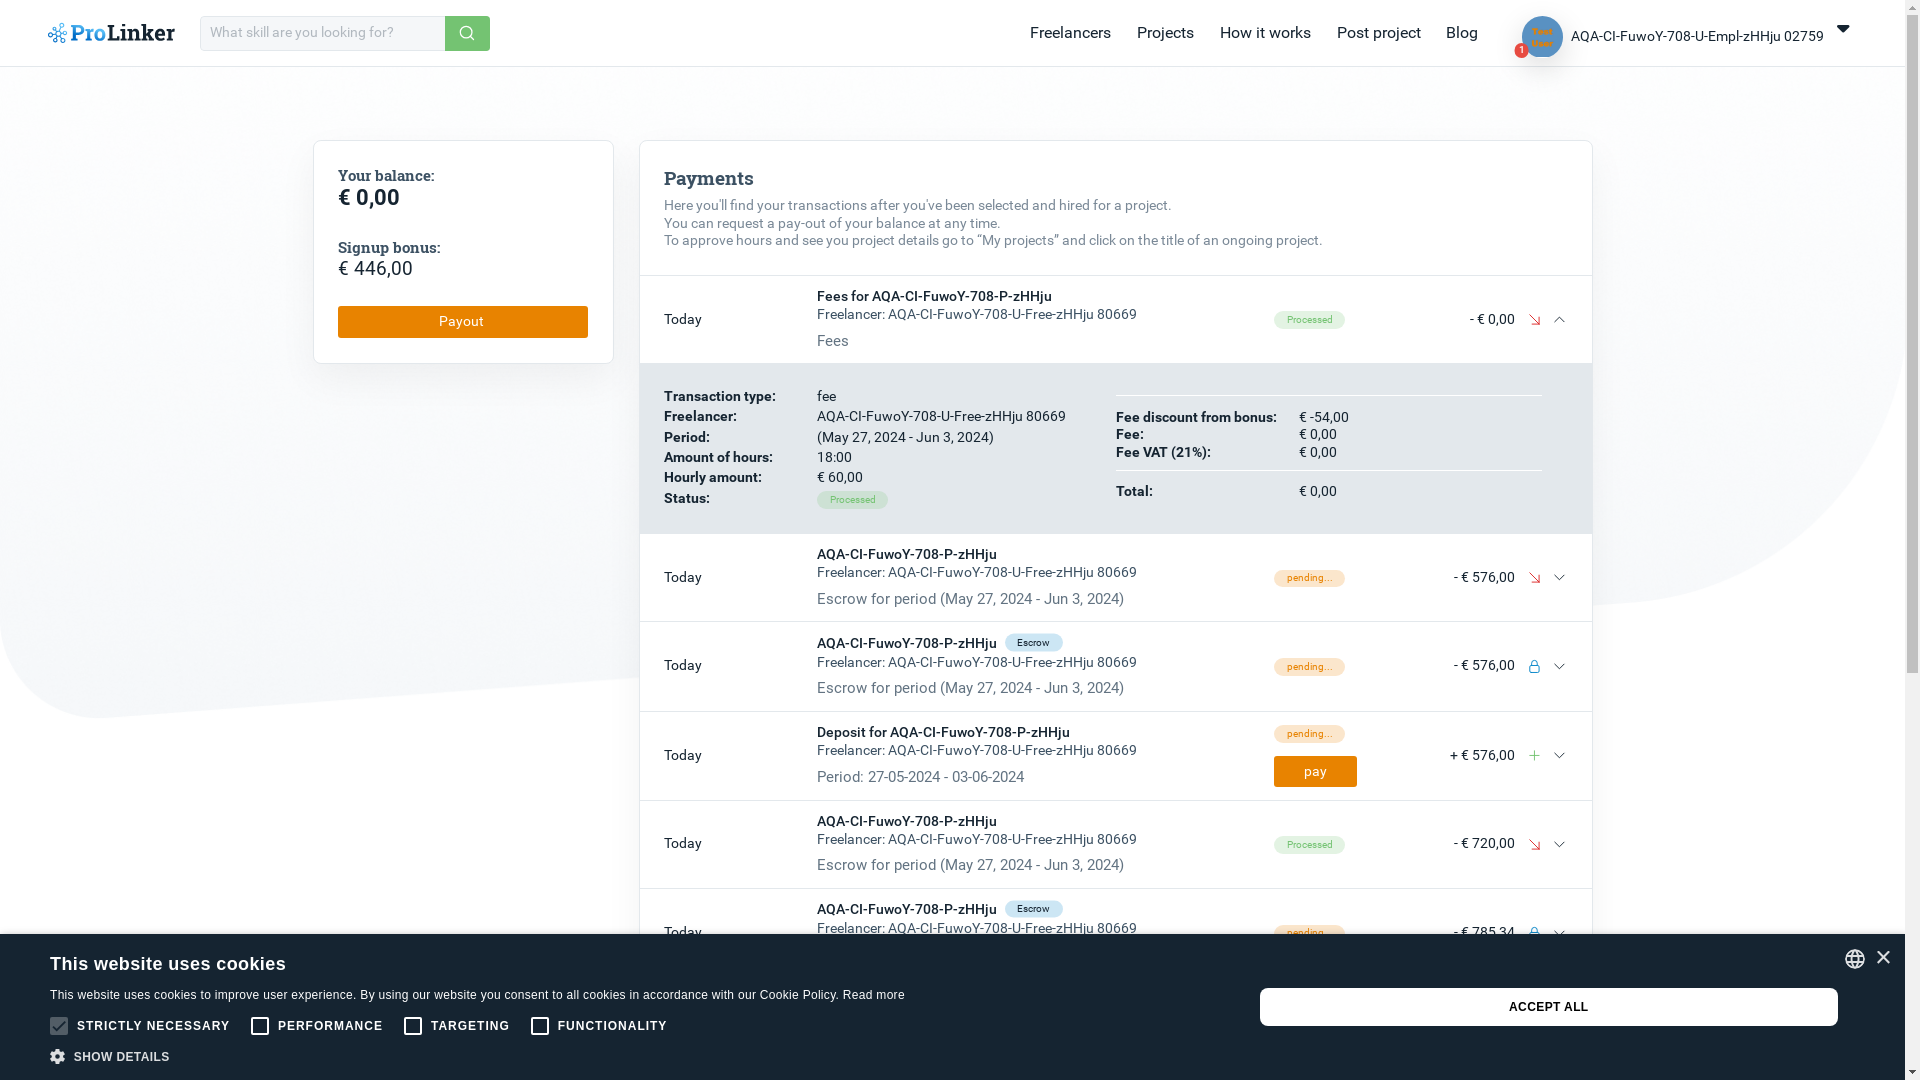 ProLinker
What skill are you looking for?
Freelancers
Projects
How it works
Post project
Blog
1
Test User
AQA-CI-FuwoY-708-U-Empl-zHHju 02759
Your balance:
€ 0,00
Signup bonus:
€ 446,00
Payout
Payments
Here you'll find your transactions after you've been selected and hired for a project.
You can request a pay-out of your balance at any time.
To approve hours and see you project details go to “My projects” and click on the title of an ongoing project.
Today
Fees for AQA-CI-FuwoY-708-P-zHHju
Freelancer: AQA-CI-FuwoY-708-U-Free-zHHju 80669
Fees
Processed
- € 0,00
Transaction type: fee
Freelancer: AQA-CI-FuwoY-708-U-Free-zHHju 80669
Period: (May 27, 2024 - Jun 3, 2024)
Amount of hours: 18:00
Hourly amount: € 60,00
Status: Processed
Fee discount from bonus: € -54,00
Fee: € 0,00
Fee VAT (21%): € 0,00
Total: € 0,00
Today
AQA-CI-FuwoY-708-P-zHHju
Freelancer: AQA-CI-FuwoY-708-U-Free-zHHju 80669
Escrow for period (May 27, 2024 - Jun 3, 2024)
pending...
- € 576,00
Today
AQA-CI-FuwoY-708-P-zHHju Escrow
Freelancer: AQA-CI-FuwoY-708-U-Free-zHHju 80669
Escrow for period (May 27, 2024 - Jun 3, 2024)
pending...
- € 576,00
Today
Deposit for AQA-CI-FuwoY-708-P-zHHju
Freelancer: AQA-CI-FuwoY-708-U-Free-zHHju 80669
Period: 27-05-2024 - 03-06-2024
pending...
pay
+ € 576,00
Today
AQA-CI-FuwoY-708-P-zHHju
Freelancer: AQA-CI-FuwoY-708-U-Free-zHHju 80669
Escrow for period (May 27, 2024 - Jun 3, 2024)
Processed
- € 720,00
Today
AQA-CI-FuwoY-708-P-zHHju Escrow
Freelancer: AQA-CI-FuwoY-708-U-Free-zHHju 80669
pending...
- € 785,34
This website uses cookies
This website uses cookies to improve user experience. By using our website you consent to all cookies in accordance with our Cookie Policy. Read more
STRICTLY NECESSARY
PERFORMANCE
TARGETING
FUNCTIONALITY
SHOW DETAILS
ACCEPT ALL